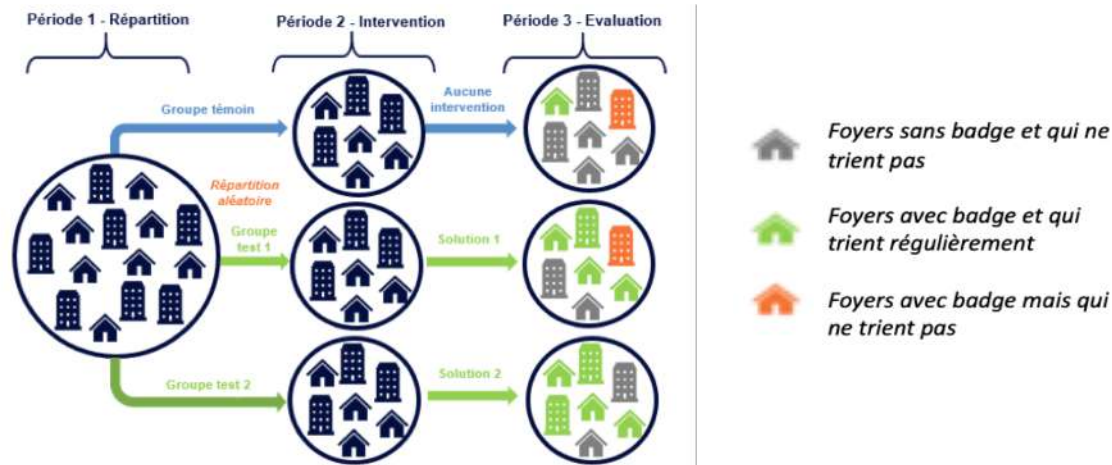 Période 1 - Répartition
Période 2 - Intervention
Période 3 - Evaluation
Groupe témoin
Aucune
intervention
Répartition
aléatoire
Groupe
test 1
Solution 1
Groupe test 2
Solution 2
Foyers sans badge et qui ne
trient pas
Foyers avec badge et qui
trient régulièrement
Foyers avec badge mais qui
ne trient pas